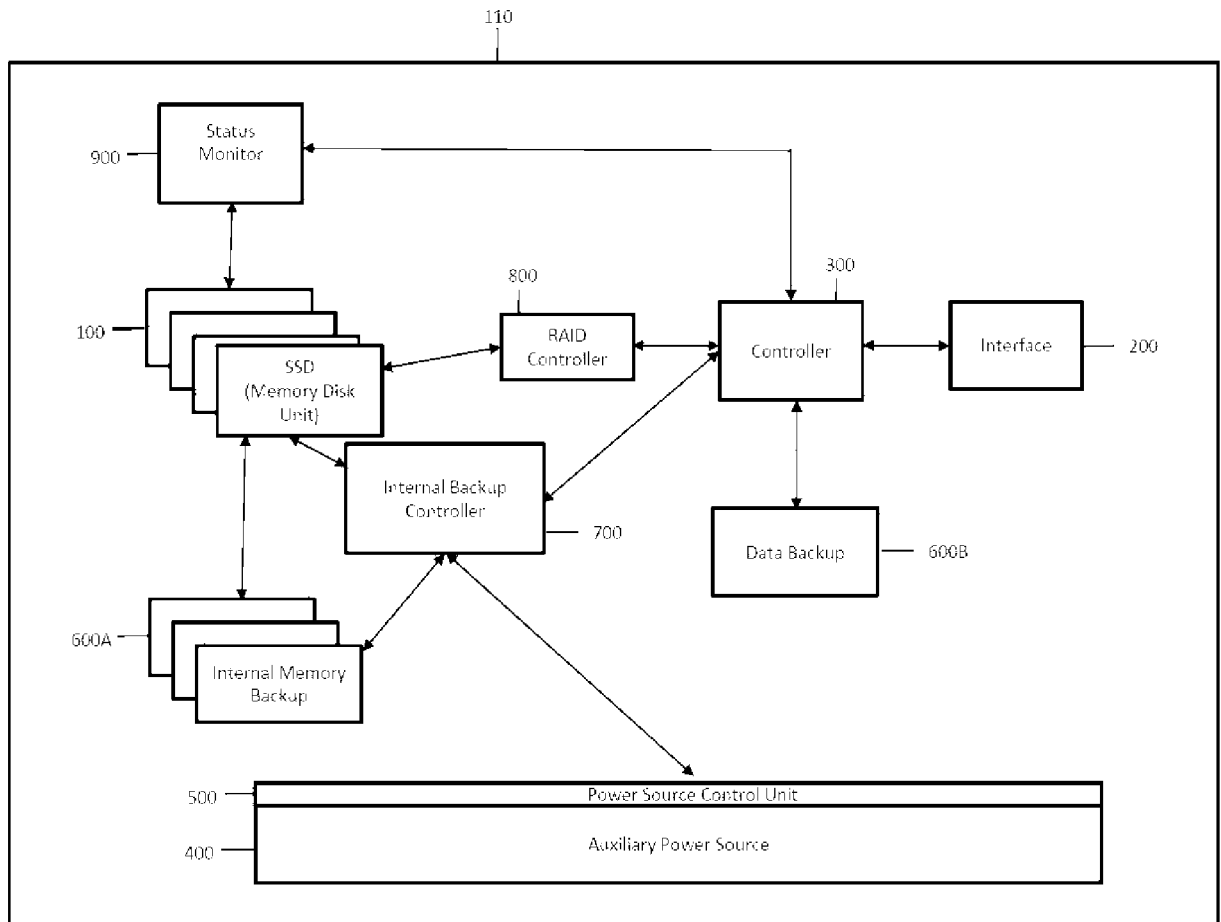 110
Status
Monitor
900
300
800
100
RAID
Controller
Controller
Interface
200
SSD
(Memory Disk
Unit)
Internal Backup
Controller
700
Data Backup
600B
600A
Internal Memory
Backup
500
Power Source Control Unit
400
Auxiliary Power Source